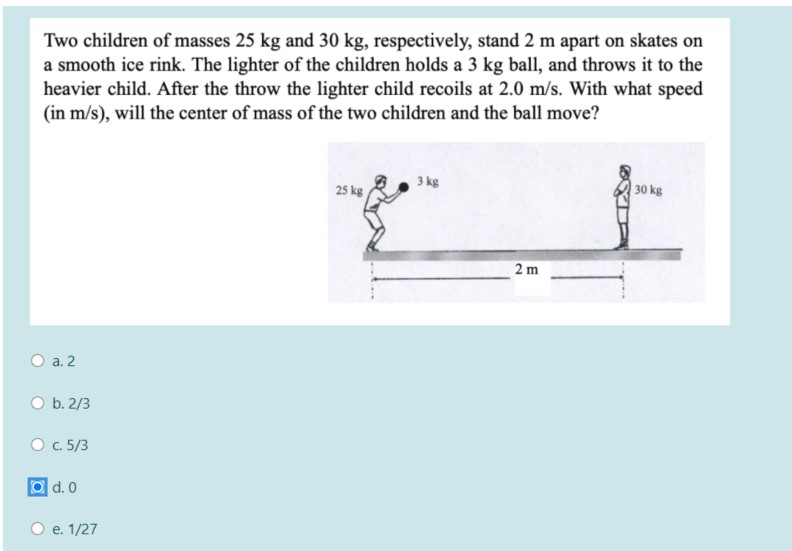 Two children of masses 25 kg and 30 kg, respectively, stand 2 m apart on skates on
a smooth ice rink. The lighter of the children holds a 3 kg ball, and throws it to the
heavier child. After the throw the lighter child recoils at 2.0 m/s. With what speed
(in m/s), will the center of mass of the two children and the ball move?
25 kg
3 kg
30 kg
2 m
a. 2
b. 2/3
c. 5/3
d. 0
e. 1/27